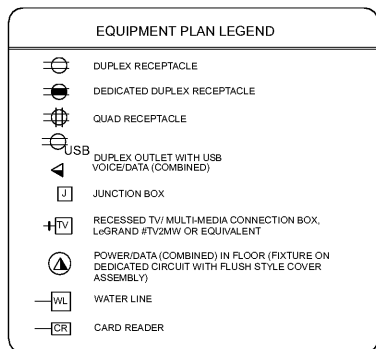 EQUIPMENT PLAN LEGEND
DUPLEX RECEPTACLE
DEDICATED DUPLEX RECEPTACLE
QUAD RECEPTACLE
USB
DUPLEX OUTLET WITH USB
VOICE/DATA (COMBINED)
J JUNCTION BOX
TV RECESSED TV/ MULTI-MEDIA CONNECTION BOX,
LeGRAND #TV2MW OR EQUIVALENT
POWER/DATA (COMBINED) IN FLOOR (FIXTURE ON
DEDICATED CIRCUIT WITH FLUSH STYLE COVER
ASSEMBLY)
WL WATER LINE
CR CARD READER